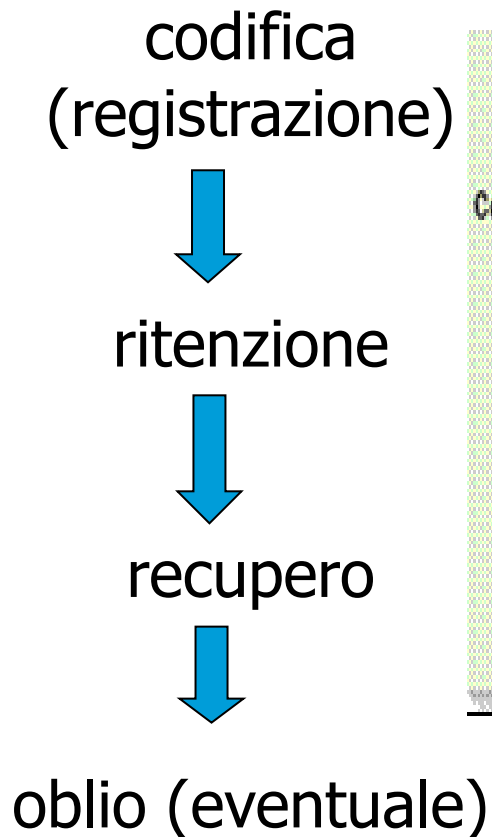 codifica
(registrazione)
ritenzione
recupero
oblio (eventuale)